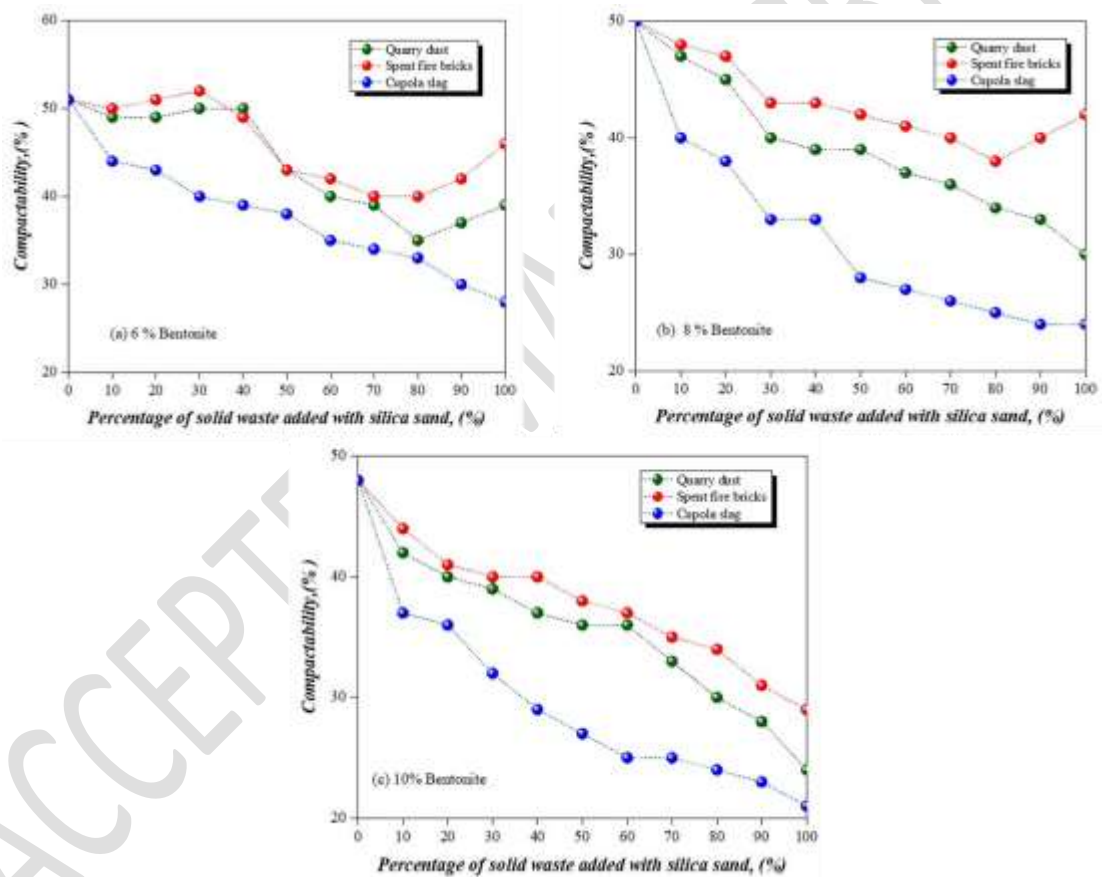 60
50
40
30
20
Compactability,(% )
Quarry dust
Spent fire bricks
Cupola slag
(a) 6 % Bentonite
0 10 20 30 40 50 60 70 80 90 100
Percentage of solid waste added with silica sand, (%)
50
40
30
20
Compactability,(% )
Quarry dust
Spent fire bricks
Cupola slag
(b) 8 % Bentonite
0 10 20 30 40 50 60 70 80 90 100
Percentage of solid waste added with silica sand, (%)
50
40
30
20
Compactability,(% )
Quarry dust
Spent fire bricks
Cupola slag
(c) 10% Bentonite
0 10 20 30 40 50 60 70 80 90 100
Percentage of solid waste added with silica sand, (%)
ACCEPT